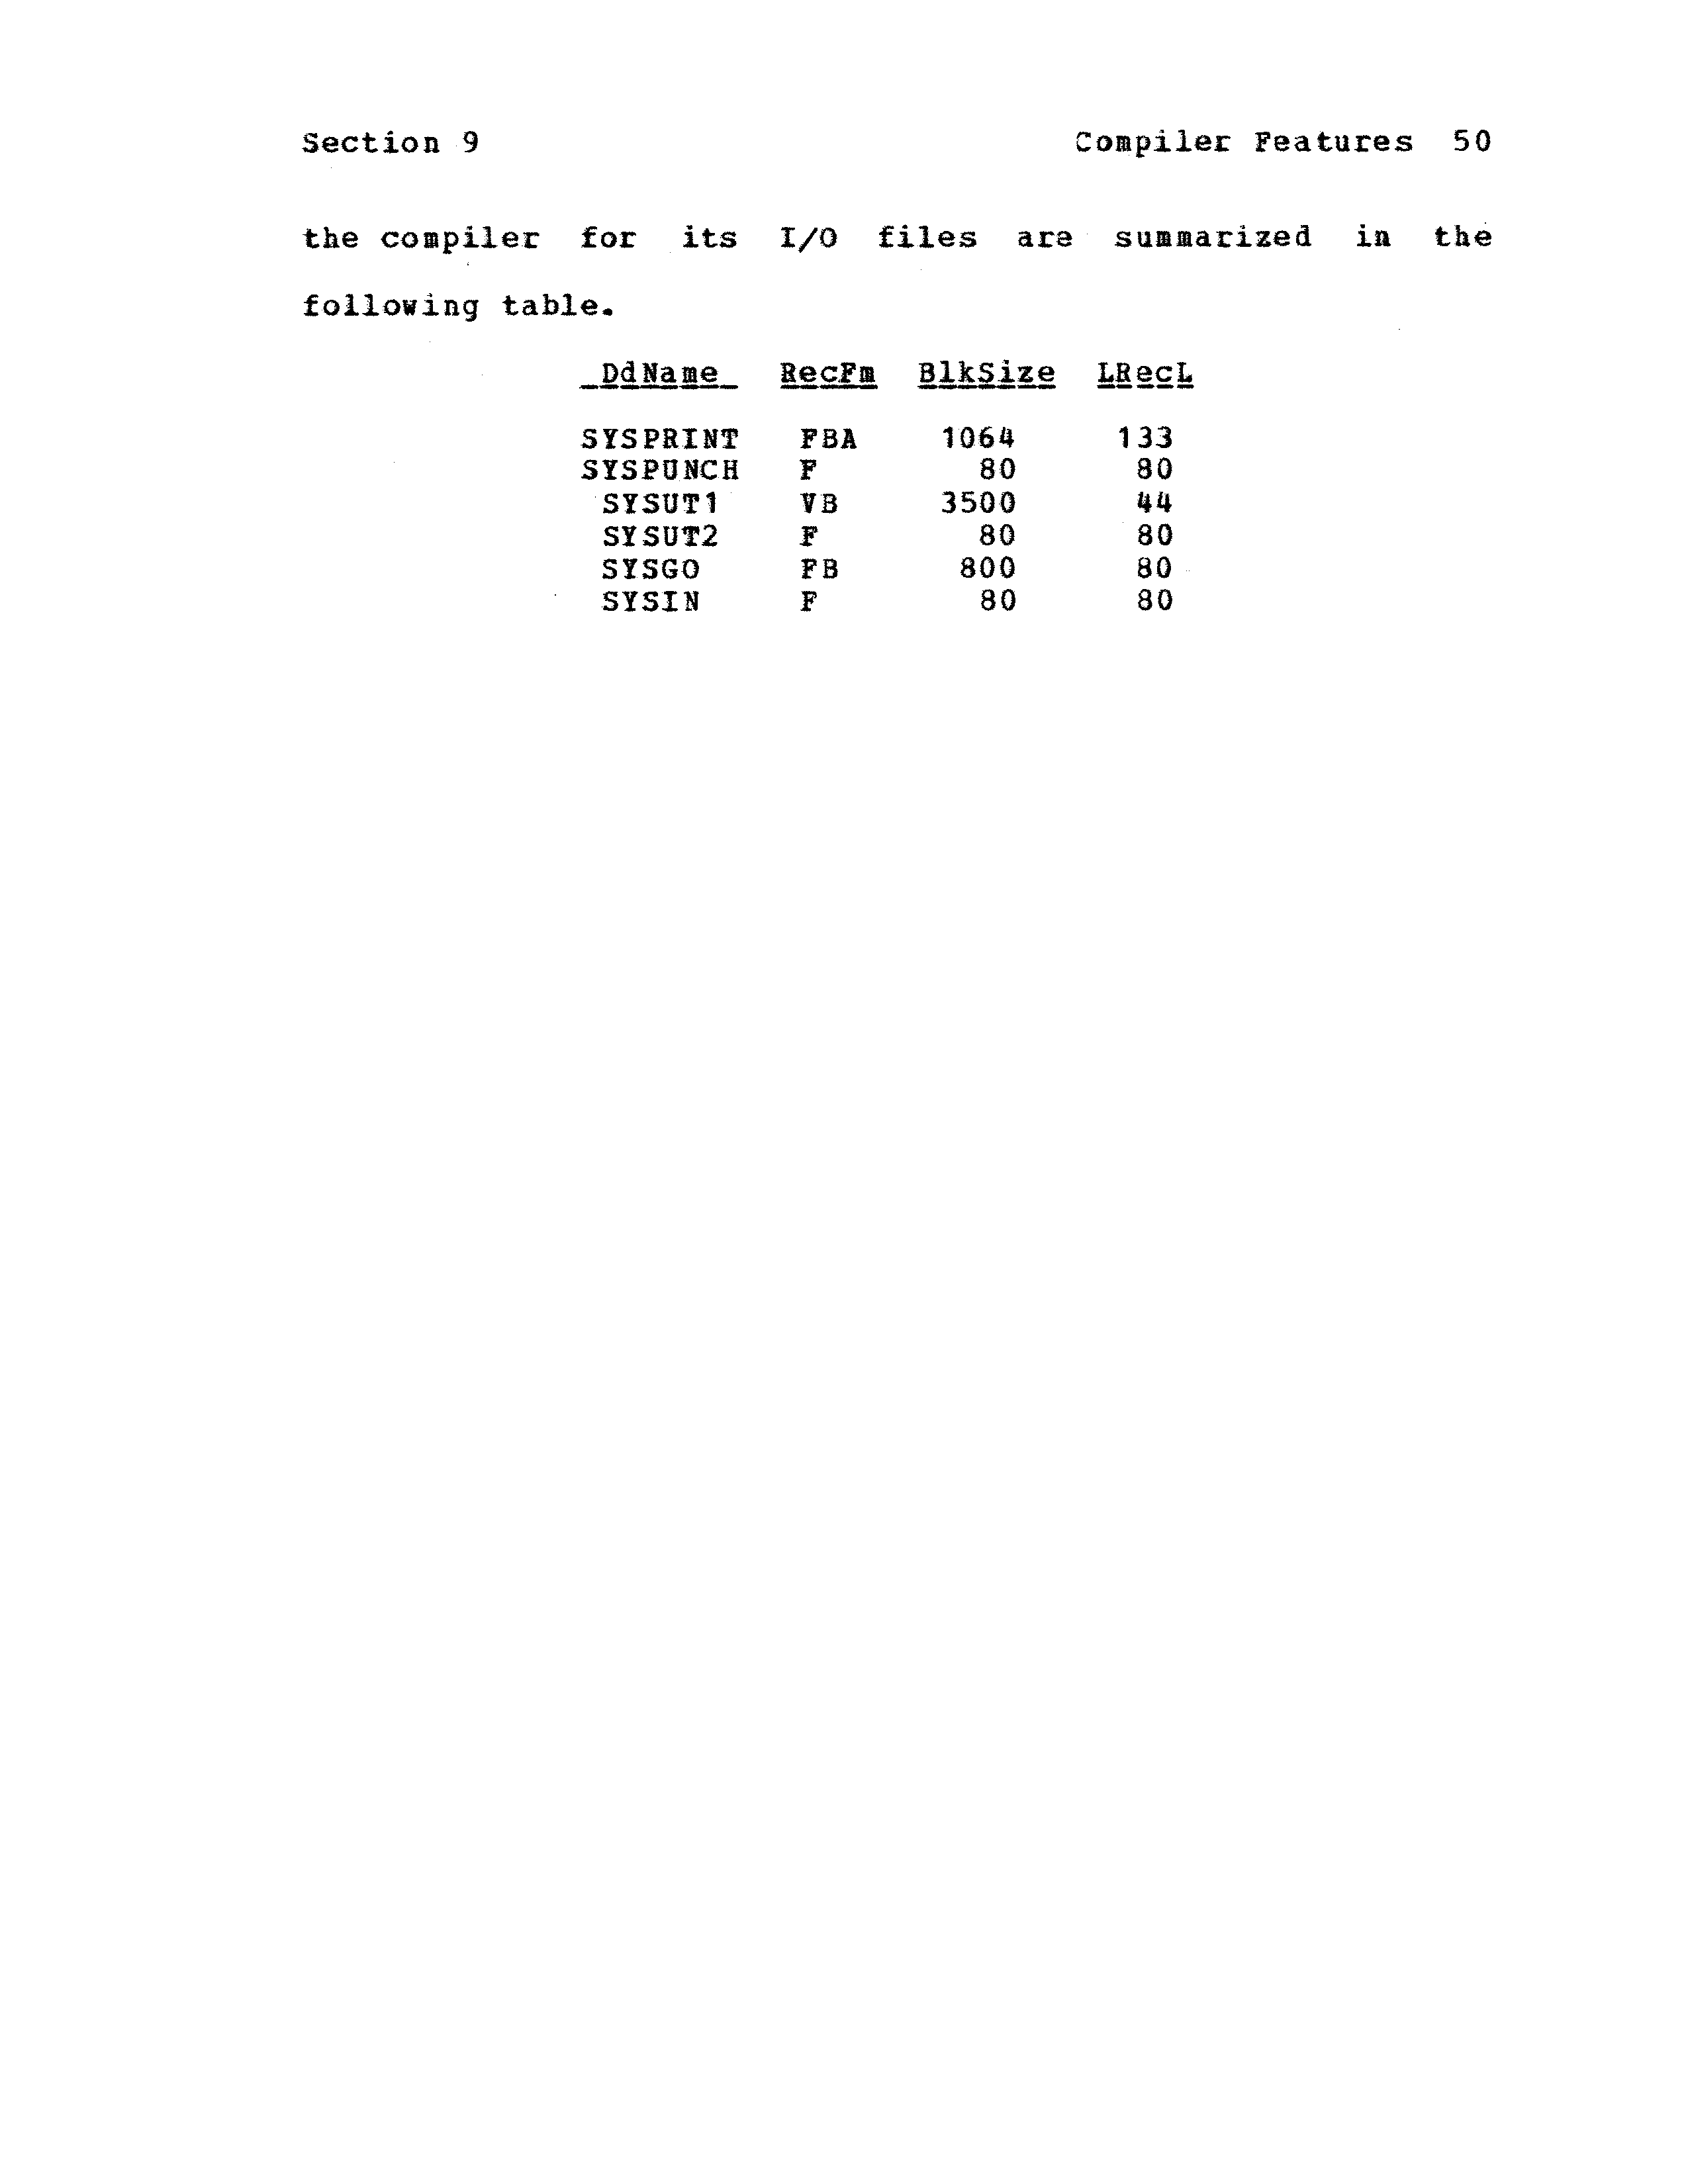 Section 9 Compiler Features 50
the compiler for its I/O files are summarized in the
following table.
DdName RecFm BlkSize LRecL
SYSPRINT FBA 1064 133
SYSPUNCH F 80 80
SYSUT1 VB 3500 44
SYSUT2 F 80 80
SYSGO FB 800 80
SYSIN F 80 80